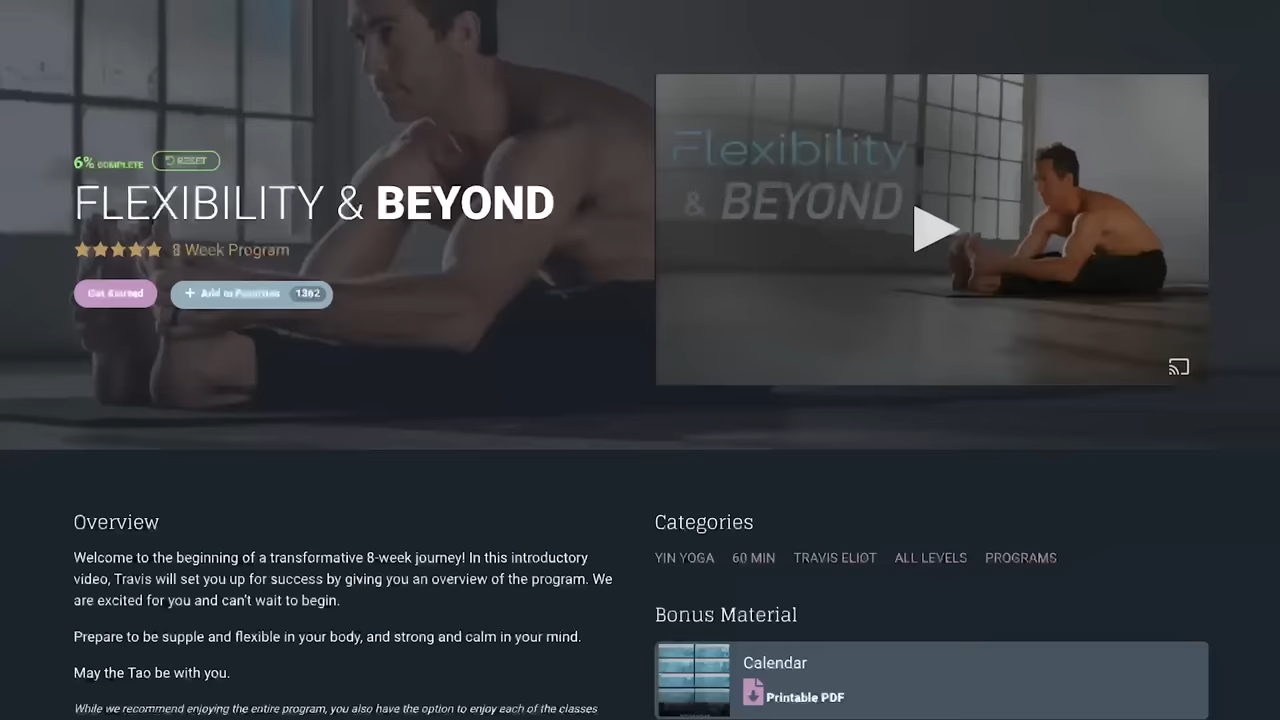 6% COMPLETE
RESET
FLEXIBILITY & BEYOND
8 Week Program
Get Started
+ Add to Favorites 1362
Flexibility
& BEYOND
Overview
Welcome to the beginning of a transformative 8-week journey! In this introductory
video, Travis will set you up for success by giving you an overview of the program. We
are excited for you and can't wait to begin.
Prepare to be supple and flexible in your body, and strong and calm in your mind.
May the Tao be with you.
While we recommend enjoying the entire program, you also have the option to enjoy each of the classes
Categories
YIN YOGA 60 MIN TRAVIS ELIOT ALL LEVELS PROGRAMS
Bonus Material
Calendar
Printable PDF